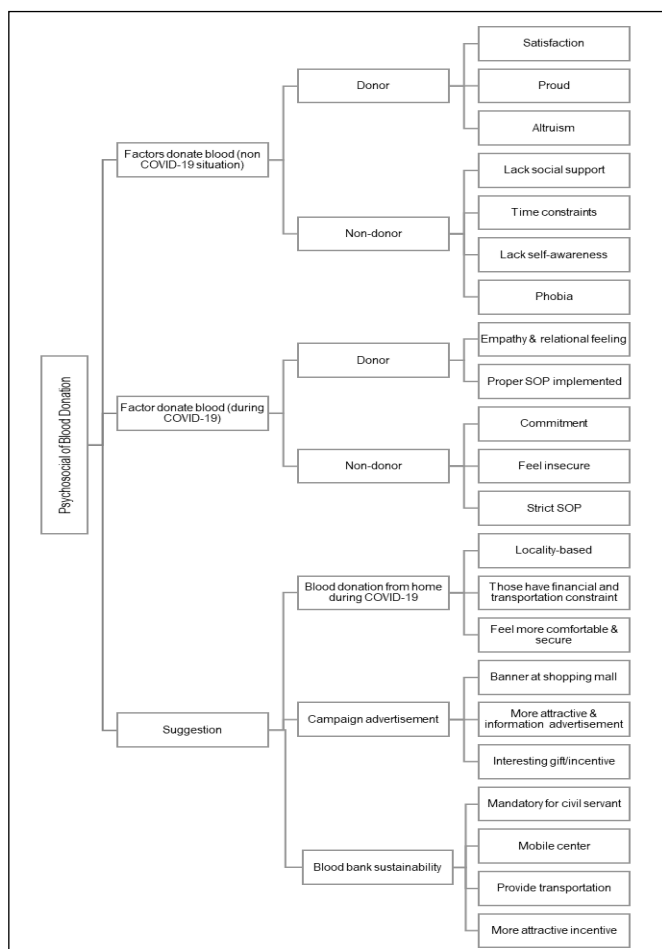 Psychosocial of Blood Donation
Factors donate blood (non
COVID-19 situation)
Donor
Satisfaction
Proud
Altruism
Non-donor
Lack social support
Time constraints
Lack self-awareness
Phobia
Factor donate blood (during
COVID-19)
Donor
Empathy & relational feeling
Proper SOP implemented
Non-donor
Commitment
Feel insecure
Strict SOP
Suggestion
Blood donation from home
during COVID-19
Locality-based
Those have financial and
transportation constraint
Feel more comfortable &
secure
Campaign advertisement
Banner at shopping mall
More attractive &
information advertisement
Interesting gift/incentive
Blood bank sustainability
Mandatory for civil servant
Mobile center
Provide transportation
More attractive incentive